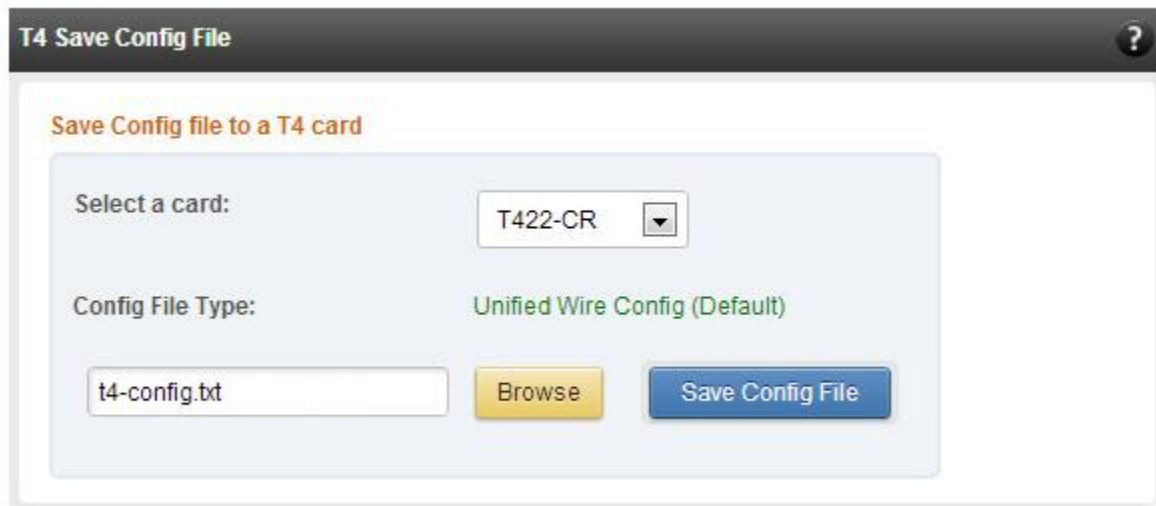 T4 Save Config File
?
Save Config file to a T4 card
Select a card:
T422-CR
Config File Type:
Unified Wire Config (Default)
t4-config.txt
Browse
Save Config File